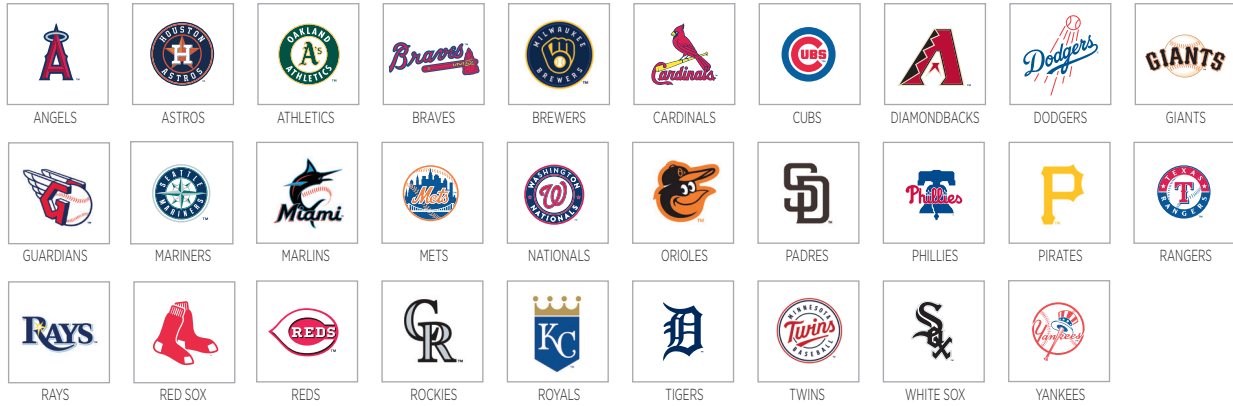 A
HOUSTON
H
ASTROS
OAKLAND
A's
ATHLETICS
Braves
MILWAUKEE
BREWERS
Cardinals
CUBS
A
Dodgers
GIANTS
ANGELS
ASTROS
ATHLETICS
BRAVES
BREWERS
CARDINALS
CUBS
DIAMONDBACKS
DODGERS
GIANTS
G
SEATTLE
MARINERS
Miami
Mets
WASHINGTON
W
NATIONALS
SD
Phillies
P
TEXAS
T
RANGERS
GUARDIANS
MARINERS
MARLINS
METS
NATIONALS
ORIOLES
PADRES
PHILLIES
PIRATES
RANGERS
RAYS
REDS
CR
KC
D
MINNESOTA
Twins
BASEBALL
Sox
Yankees
RAYS
RED SOX
REDS
ROCKIES
ROYALS
TIGERS
TWINS
WHITE SOX
YANKEES